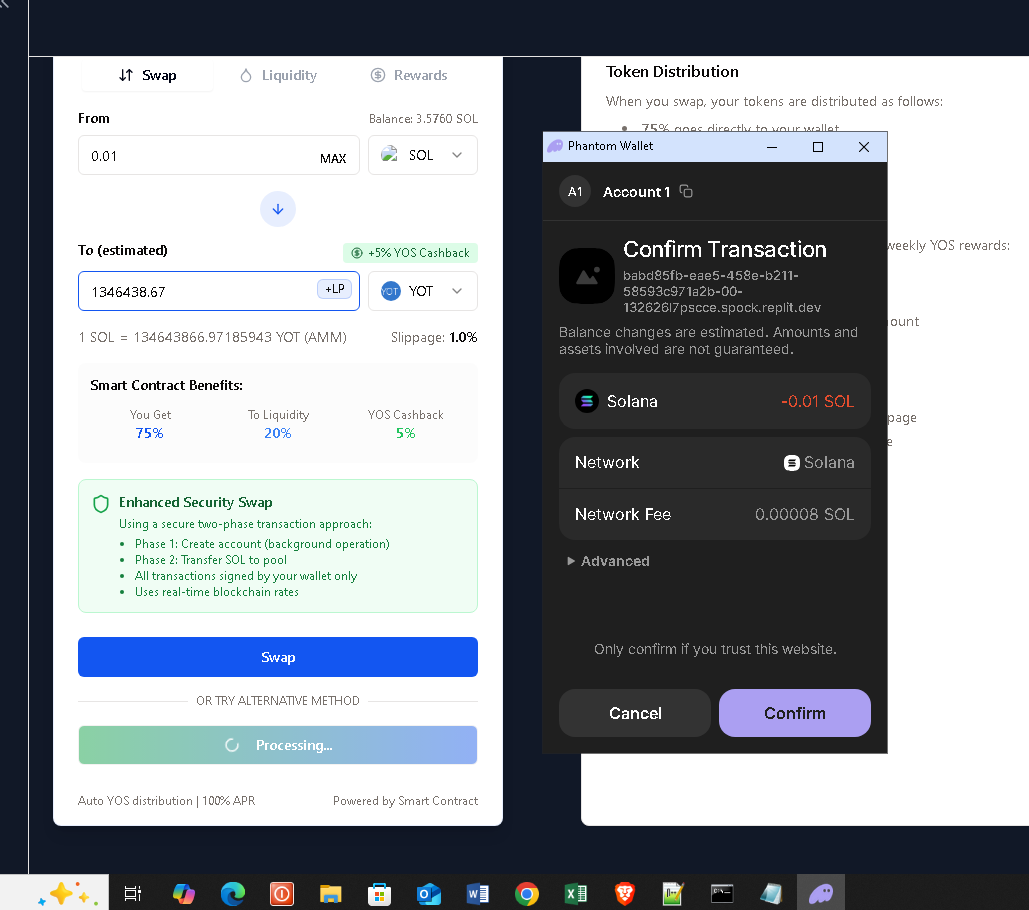 Swap
Liquidity
Rewards
From
Balance: 3.5760 SOL
0.01
MAX
SOL
To (estimated)
+5% YOS Cashback
1346438.67
+LP
YOT
YOT
1 SOL = 134643866.97185943 YOT (AMM)
Slippage: 1.0%
Smart Contract Benefits:
You Get
To Liquidity
YOS Cashback
75%
20%
5%
Enhanced Security Swap
Using a secure two-phase transaction approach:
• Phase 1: Create account (background operation)
• Phase 2: Transfer SOL to pool
• All transactions signed by your wallet only
• Uses real-time blockchain rates
Swap
OR TRY ALTERNATIVE METHOD
Processing...
Auto YOS distribution | 100% APR
Powered by Smart Contract
Token Distribution
When you swap, your tokens are distributed as follows:
• 75% goes directly to your wallet
weekly YOS rewards:
ount
page
e
Phantom Wallet
A1
Account 1
Confirm Transaction
babd85fb-eae5-458e-b211-
58593c971a2b-00-
132626l7pscce.spock.replit.dev
Balance changes are estimated. Amounts and
assets involved are not guaranteed.
Solana
-0.01 SOL
Network
Solana
Network Fee
0.00008 SOL
Advanced
Only confirm if you trust this website.
Cancel
Confirm